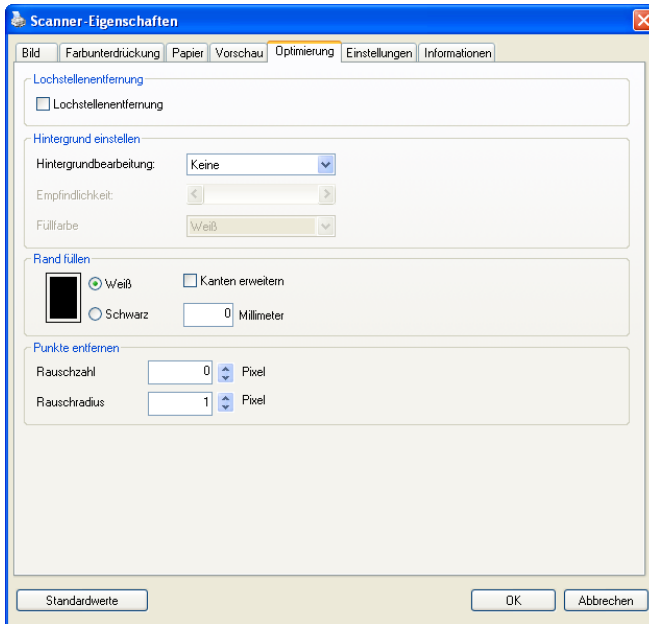 Scanner-Eigenschaften
Bild Farbunterdrückung Papier Vorschau Optimierung Einstellungen Informationen
Lochstellenentfernung
Lochstellenentfernung
Hintergrund einstellen
Hintergrundbearbeitung: Keine
Empfindlichkeit:
Füllfarbe Weiß
Rand füllen
Weiß Kanten erweitern
Schwarz 0 Millimeter
Punkte entfernen
Rauschzahl 0 Pixel
Rauschradius 1 Pixel
Standardwerte OK Abbrechen